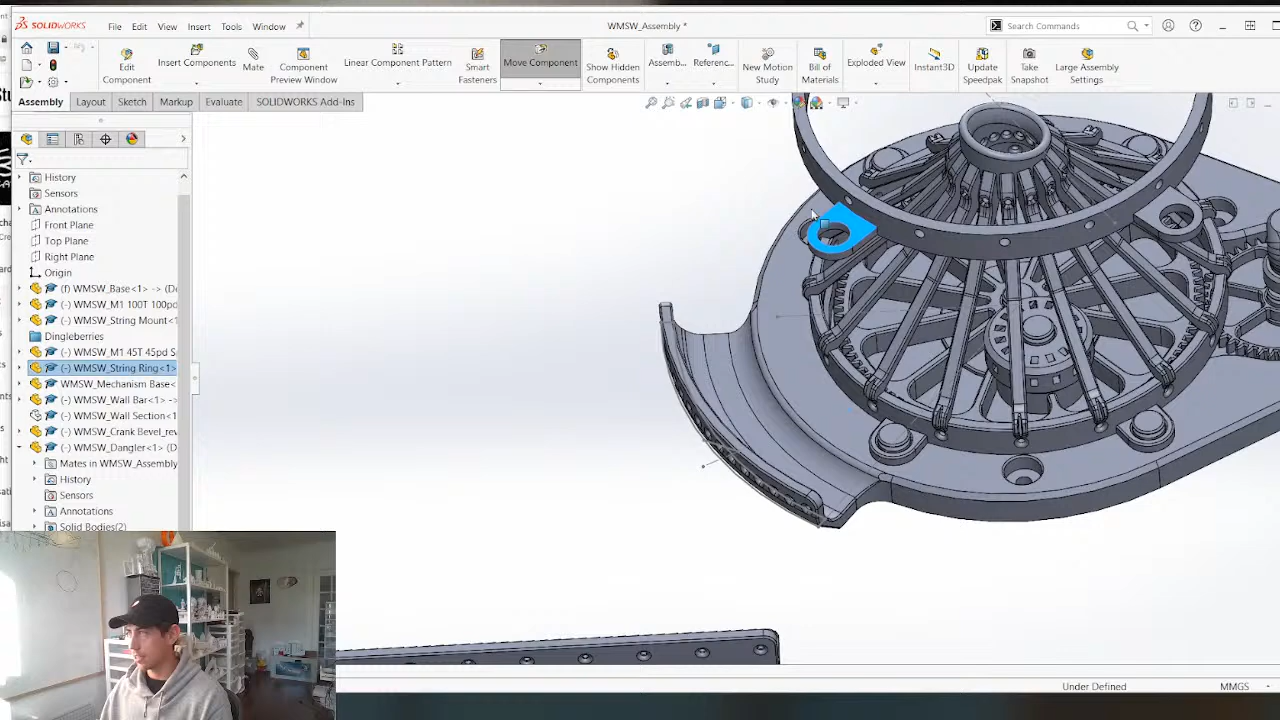 SOLIDWORKS File Edit View Insert Tools Window WMSW_Assembly * Search Commands
Edit Component Insert Components Mate Component Preview Window Linear Component Pattern Smart Fasteners Move Component Show Hidden Components Assemb... Referenc... New Motion Study Bill of Materials Exploded View Instant3D Update Speedpak Take Snapshot Large Assembly Settings
Assembly Layout Sketch Markup Evaluate SOLIDWORKS Add-Ins
History
Sensors
Annotations
Front Plane
Top Plane
Right Plane
Origin
(f) WMSW_Base<1> -> (De
(-) WMSW_M1 100T 100pd
(-) WMSW_String Mount<1
Dingleberries
(-) WMSW_M1 45T 45pd S
(-) WMSW_String Ring<1>
WMSW_Mechanism Base<
(-) WMSW_Wall Bar<1> ->
(-) WMSW_Wall Section<1
(-) WMSW_Crank Bevel_rev
(-) WMSW_Dangler<1> (D
Mates in WMSW_Assembly
History
Sensors
Annotations
Solid Bodies(2)
Under Defined MMGS